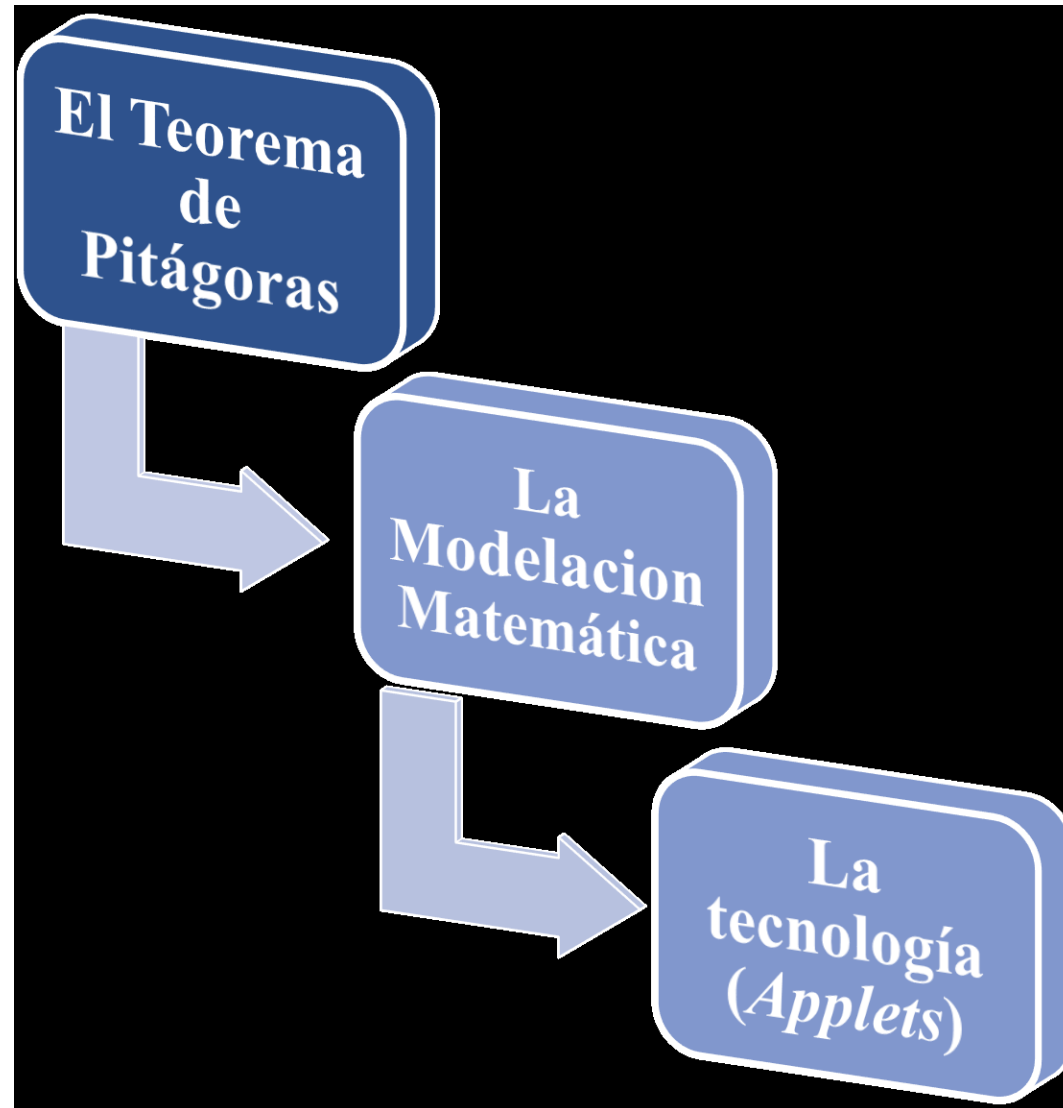 El Teorema
de
Pitágoras
La
Modelacion
Matemática
La
tecnología
(Applets)